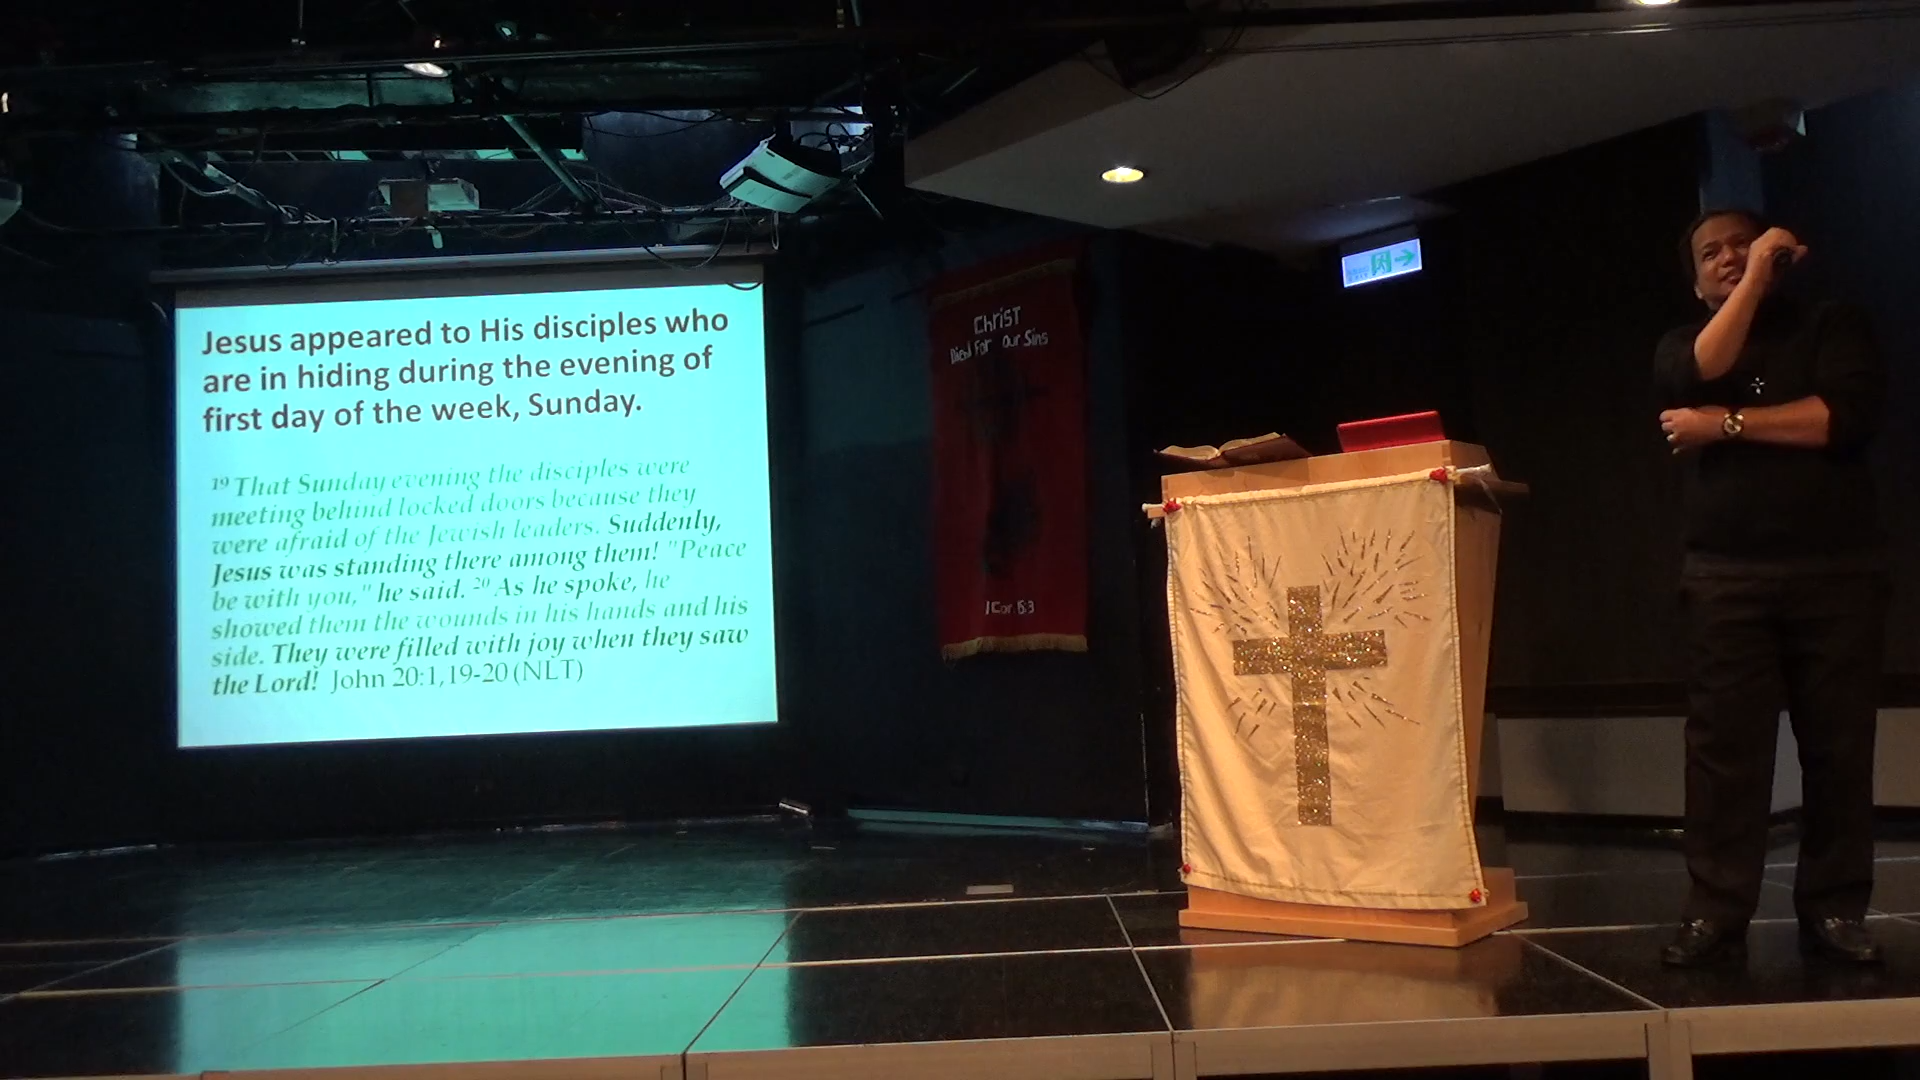 Jesus appeared to His disciples who
are in hiding during the evening of
first day of the week, Sunday.
19 That Sunday evening the disciples were
meeting behind locked doors because they
were afraid of the Jewish leaders. Suddenly,
Jesus was standing there among them! "Peace
be with you," he said. 20 As he spoke, he
showed them the wounds in his hands and his
side. They were filled with joy when they saw
the Lord! John 20:1,19-20 (NLT)
Christ
Died For Our Sins
1 Cor 15:3